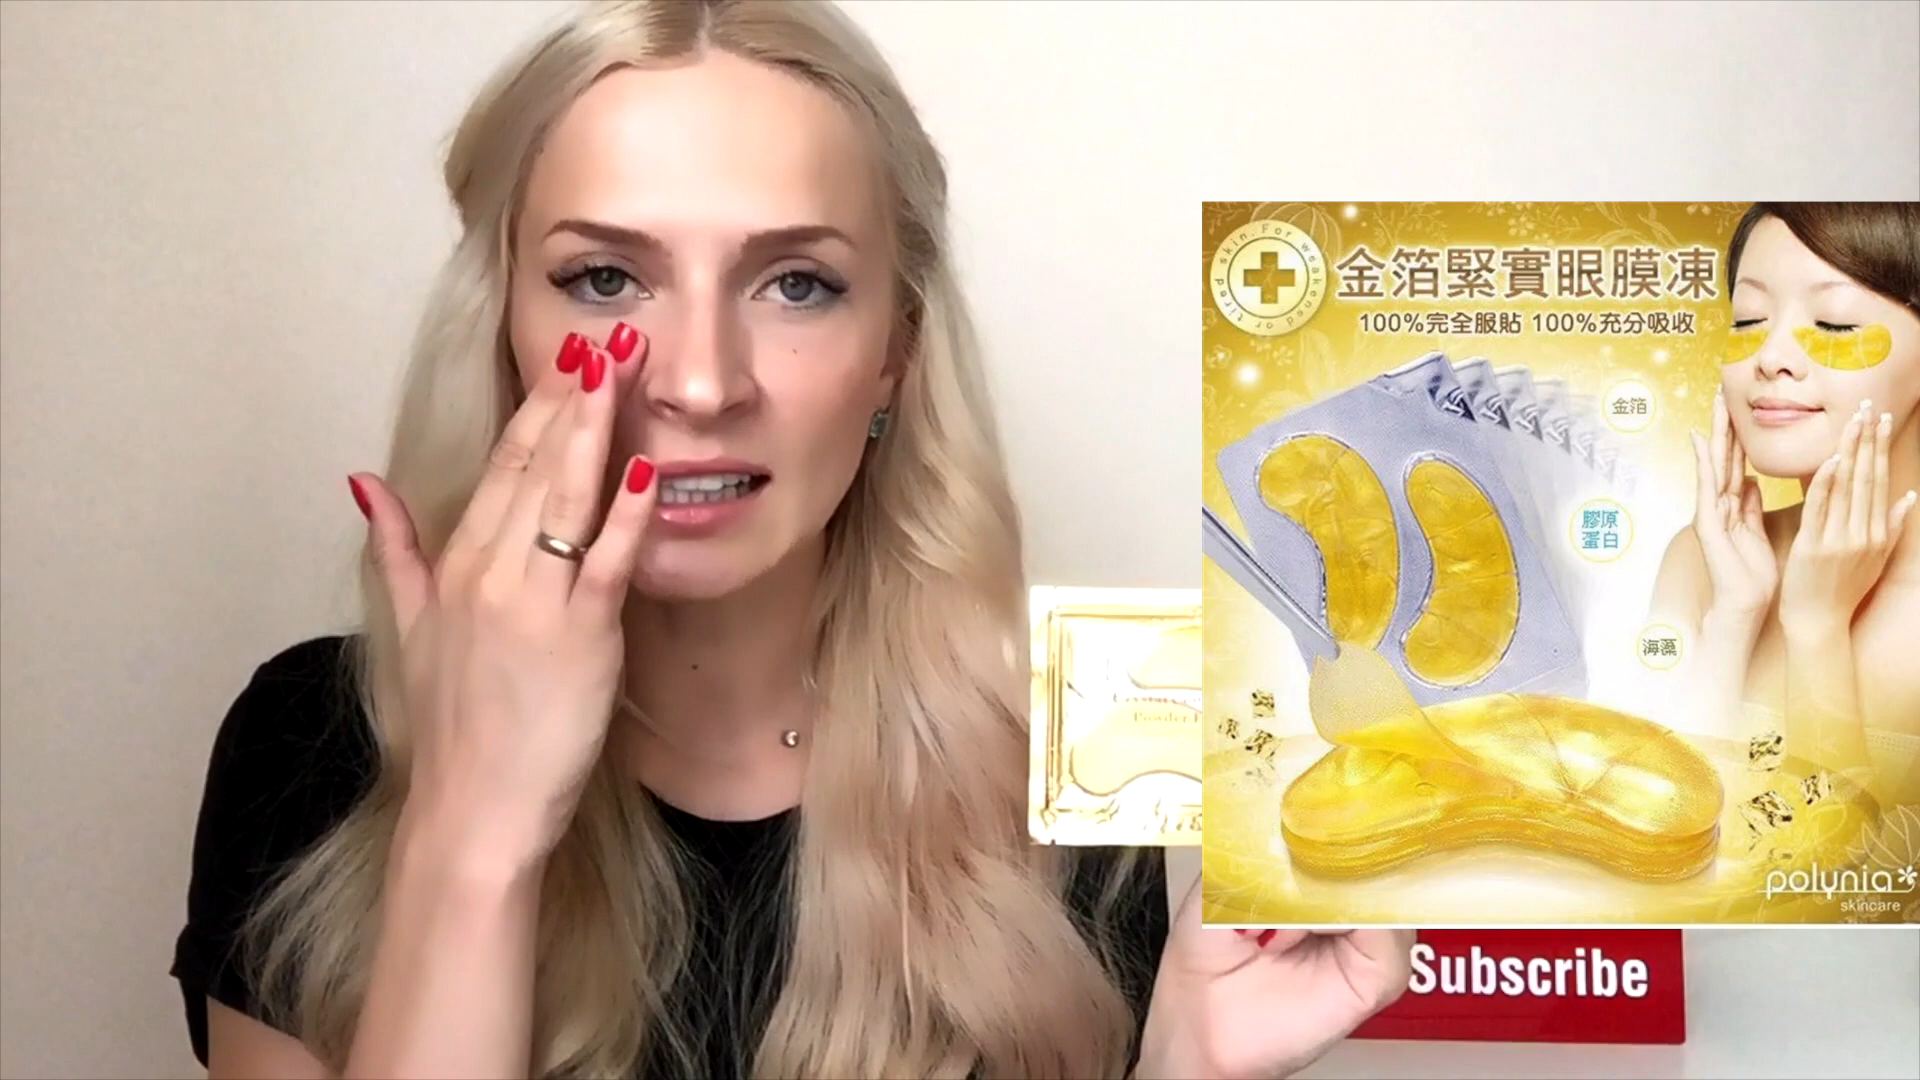 skin. For weakened or tired
金箔緊實眼膜凍
100%完全服貼 100%充分吸收
金箔
膠原
蛋白
海藻
Powder
polynia
skincare
Subscribe